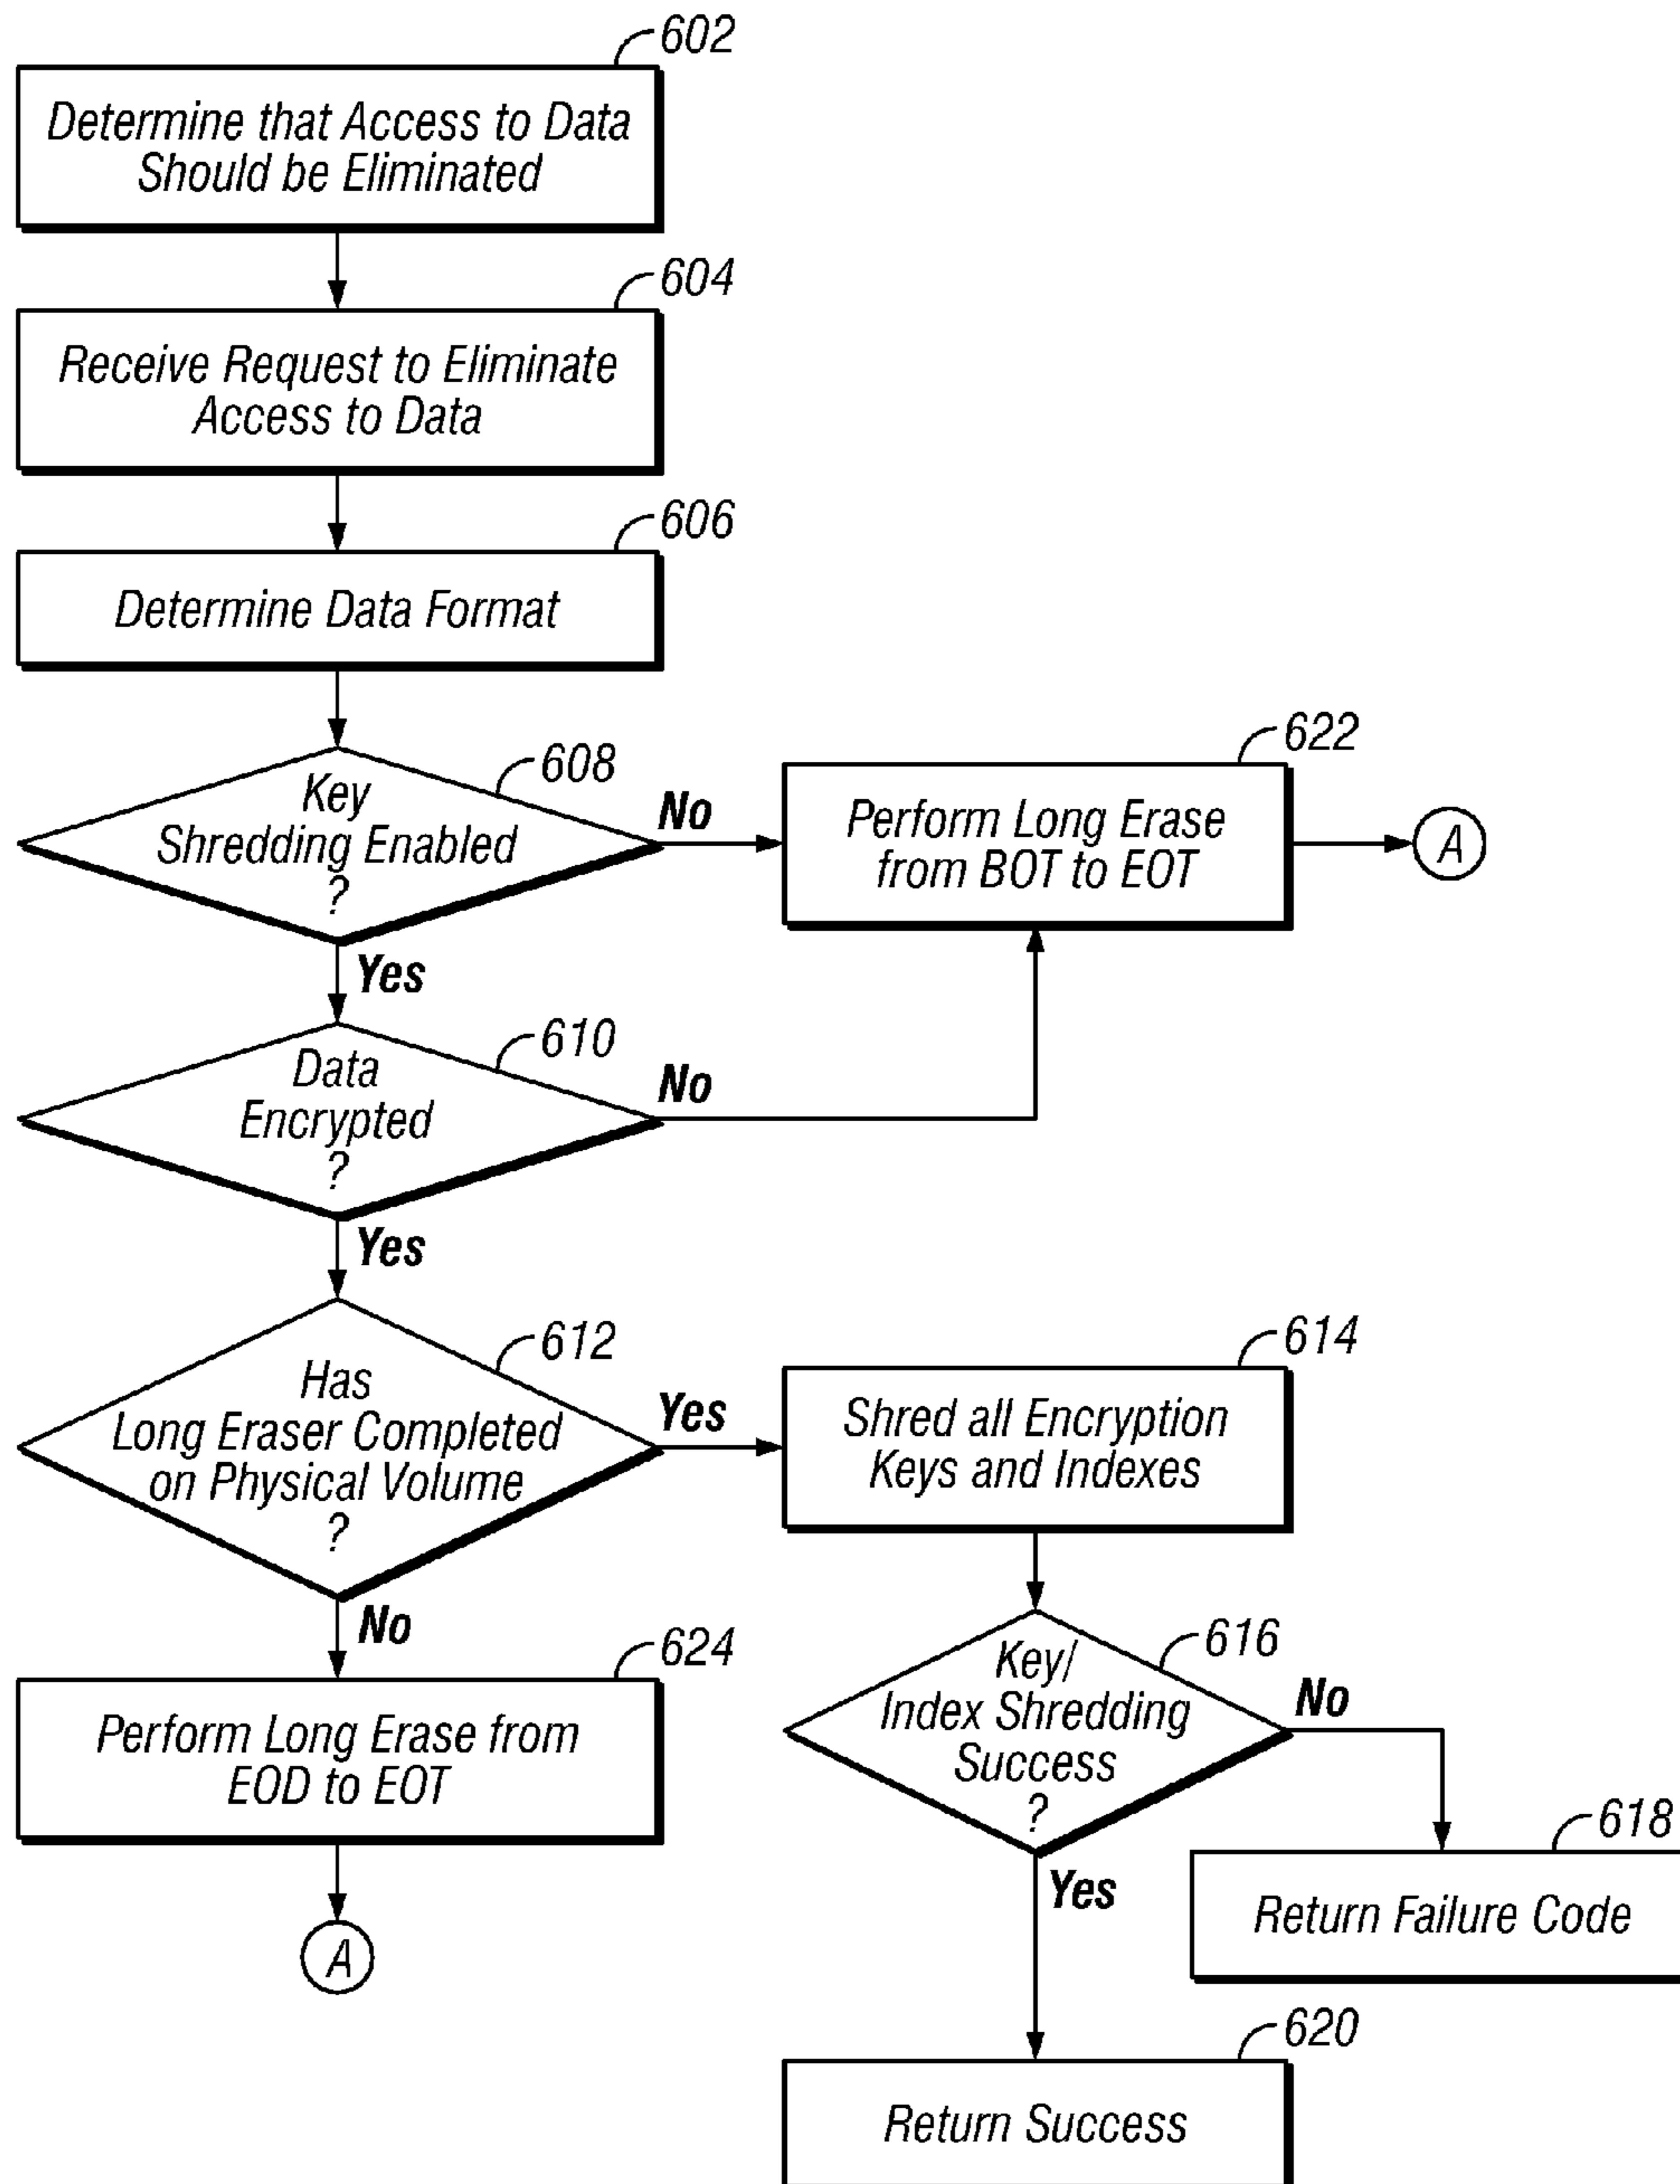 602
Determine that Access to Data
Should be Eliminated
604
Receive Request to Eliminate
Access to Data
606
Determine Data Format
608
Key
Shredding Enabled
?
No
Yes
622
Perform Long Erase
from BOT to EOT
A
610
Data
Encrypted
?
No
Yes
612
Has
Long Eraser Completed
on Physical Volume
?
Yes
No
614
Shred all Encryption
Keys and Indexes
616
Key/
Index Shredding
Success
?
No
Yes
624
Perform Long Erase from
EOD to EOT
A
618
Return Failure Code
620
Return Success